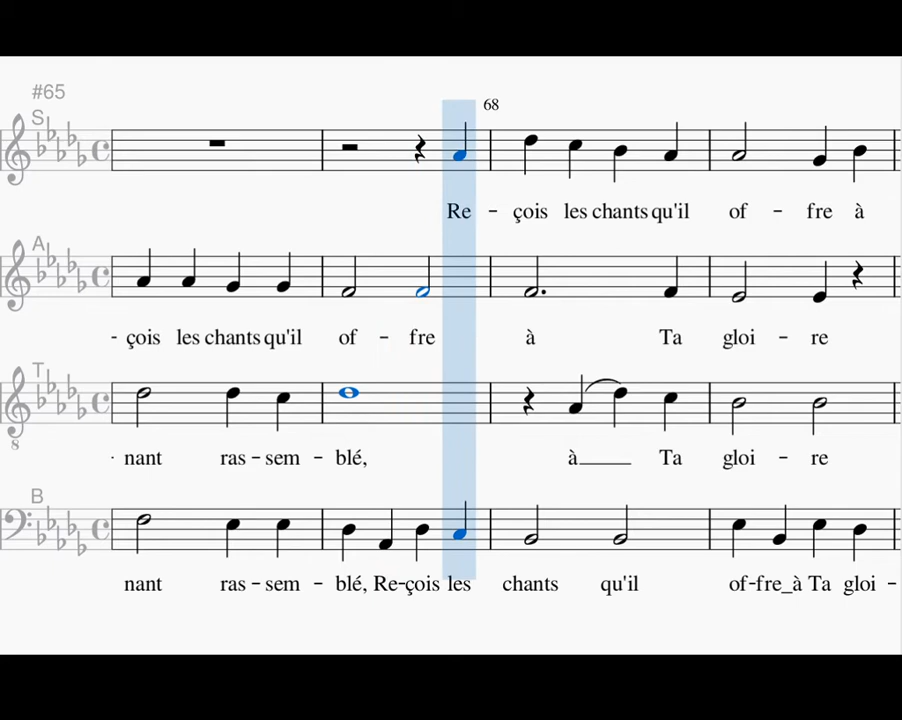 #65
68
S
Re - çois les chants qu'il of - fre à
A
- çois les chants qu'il of - fre à Ta gloi - re
T
8
nant ras - sem - blé, à Ta gloi - re
B
nant ras - sem - blé, Re - çois les chants qu'il of - fre_à Ta gloi -